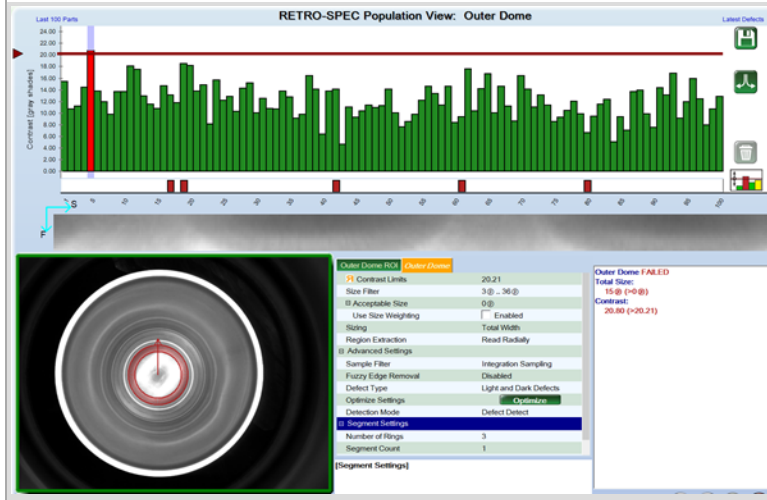 RETRO-SPEC Population View: Outer Dome
Last 100 Parts
Latest Defects
24.00
22.00
20.00
18.00
16.00
14.00
12.00
10.00
8.00
6.00
4.00
2.00
0.00
Contrast [gray shades]
1 5 10 15 20 25 30 35 40 45 50 55 60 65 70 75 80 85 90 95 100
S
Outer Dome ROI Outer Dome
Contrast Limits 20.21
Size Filter 3 .. 36
Acceptable Size 0
Use Size Weighting Enabled
Sizing Total Width
Region Extraction Read Radially
Advanced Settings
Sample Filter Integration Sampling
Fuzzy Edge Removal Disabled
Defect Type Light and Dark Defects
Optimize Settings Optimize
Detection Mode Defect Detect
Segment Settings
Number of Rings 3
Segment Count 1
[Segment Settings]
Outer Dome FAILED
Total Size:
15 (>0)
Contrast:
20.80 (>20.21)